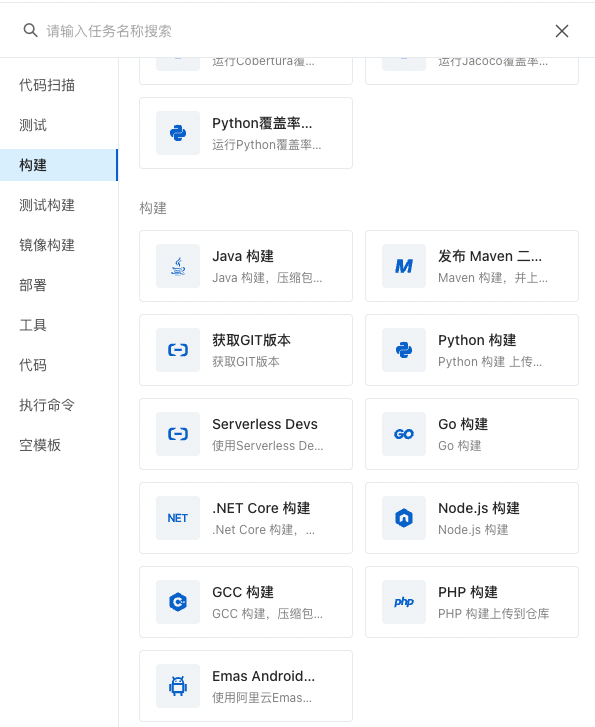 请输入任务名称搜索
代码扫描
测试
构建
测试构建
镜像构建
部署
工具
代码
执行命令
空模板
运行Cobertura覆...
运行Jacoco覆盖率...
Python覆盖率...
运行Python覆盖率...
构建
Java 构建
Java 构建，压缩包...
M
发布 Maven 二...
Maven 构建，并上...
获取GIT版本
获取GIT版本
Python 构建
Python 构建 上传...
Serverless Devs
使用Serverless De...
GO
Go 构建
Go 构建
NET
.NET Core 构建
.Net Core 构建，...
Node.js 构建
Node.js 构建
C++
GCC 构建
GCC 构建，压缩包...
php
PHP 构建
PHP 构建上传到仓库
Emas Android...
使用阿里云Emas...